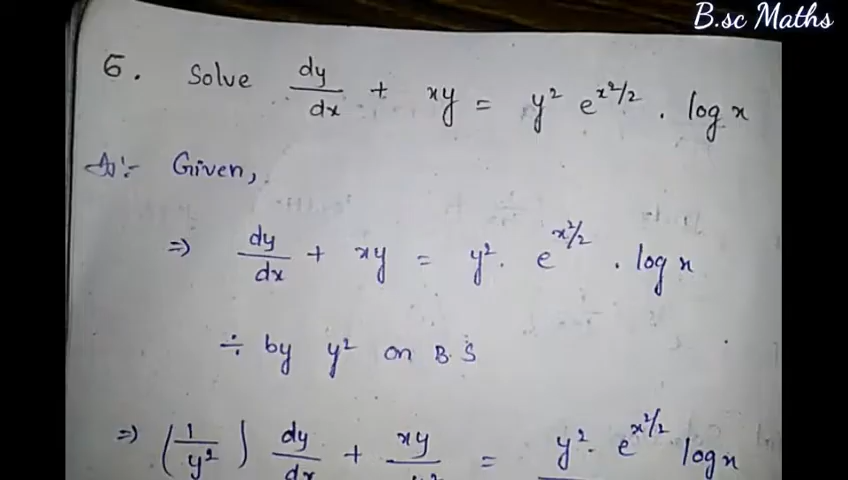 B.sc Maths
6. Solve dy/dx + xy = y² e^x²/2 . log x
A:- Given,
⇒ dy/dx + xy = y². e^x²/2 . log x
÷ by y² on B.S
⇒ (1/y²) dy/dx + xy/y² = y². e^x²/2 log x